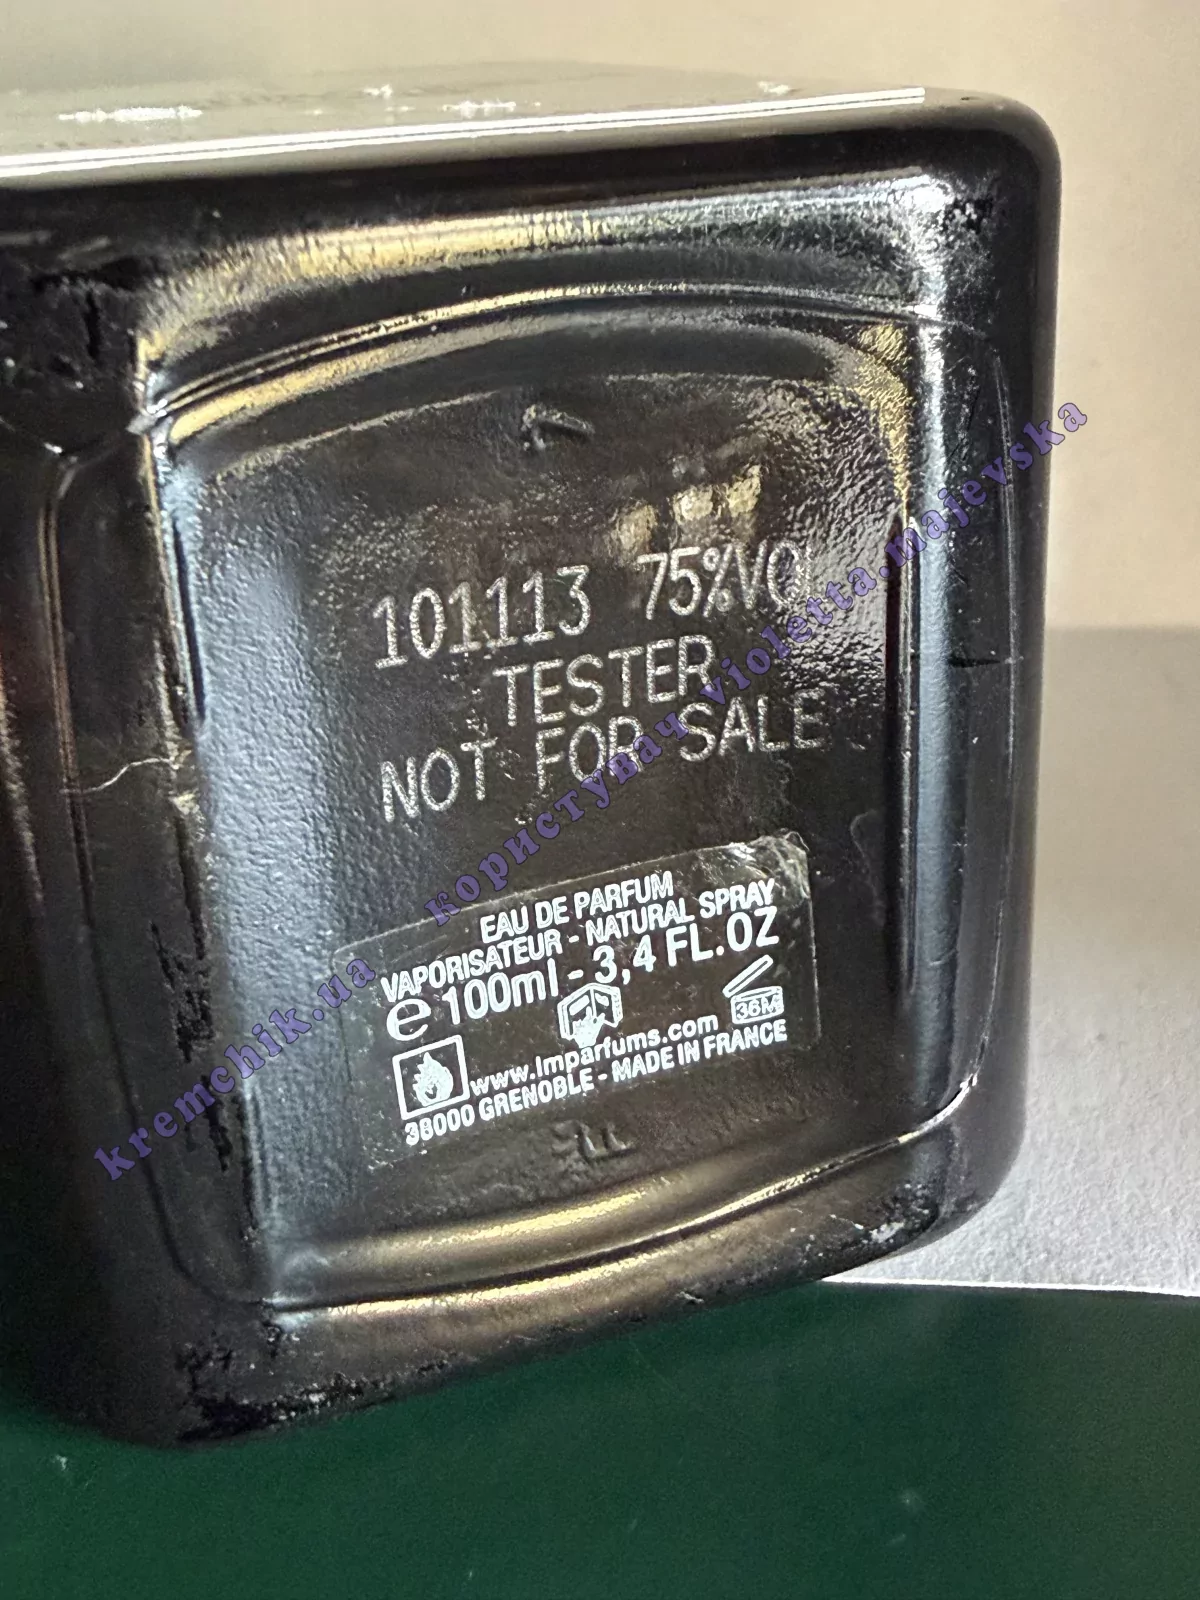 101113 75%VOL
TESTER
NOT FOR SALE
EAU DE PARFUM
VAPORISATEUR - NATURAL SPRAY
e 100ml - 3,4 FL.OZ
36M
www.lmparfums.com
38000 GRENOBLE - MADE IN FRANCE
kremchik.ua користувач violetta.majevska